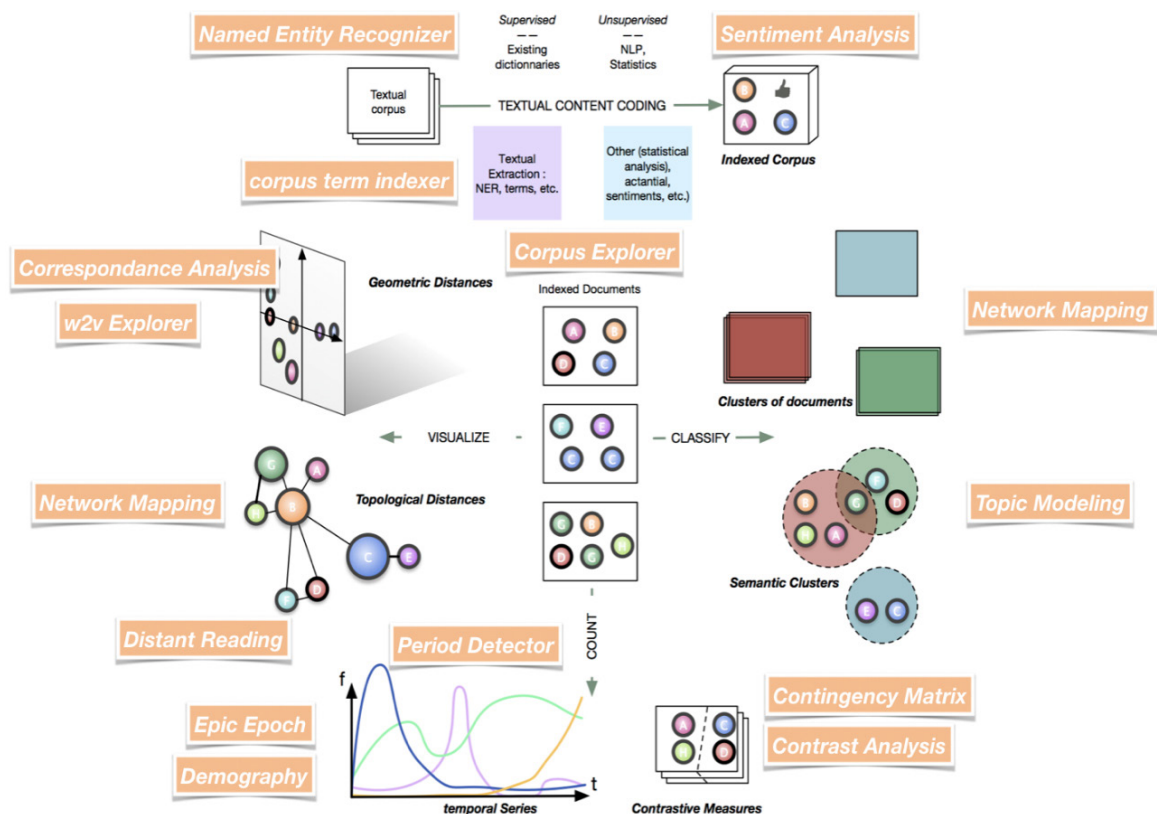 Named Entity Recognizer
Supervised
Unsupervised
Sentiment Analysis
Existing
dictionnaries
NLP,
Statistics
Textual
corpus
TEXTUAL CONTENT CODING
B
A
C
Indexed Corpus
corpus term indexer
Textual
Extraction :
NER, terms, etc.
Other (statistical
analysis),
actantial,
sentiments, etc.)
Correspondance Analysis
w2v Explorer
Geometric Distances
Corpus Explorer
Indexed Documents
A
B
D
C
F
E
C
C
G
B
H
D
G
Network Mapping
Clusters of documents
VISUALIZE
CLASSIFY
Network Mapping
G
A
H
B
C
E
F
D
Topological Distances
Topic Modeling
F
B
G
D
H
A
Semantic Clusters
E
C
COUNT
Distant Reading
Period Detector
Epic Epoch
Demography
f
t
temporal Series
A
C
H
D
Contrastive Measures
Contingency Matrix
Contrast Analysis